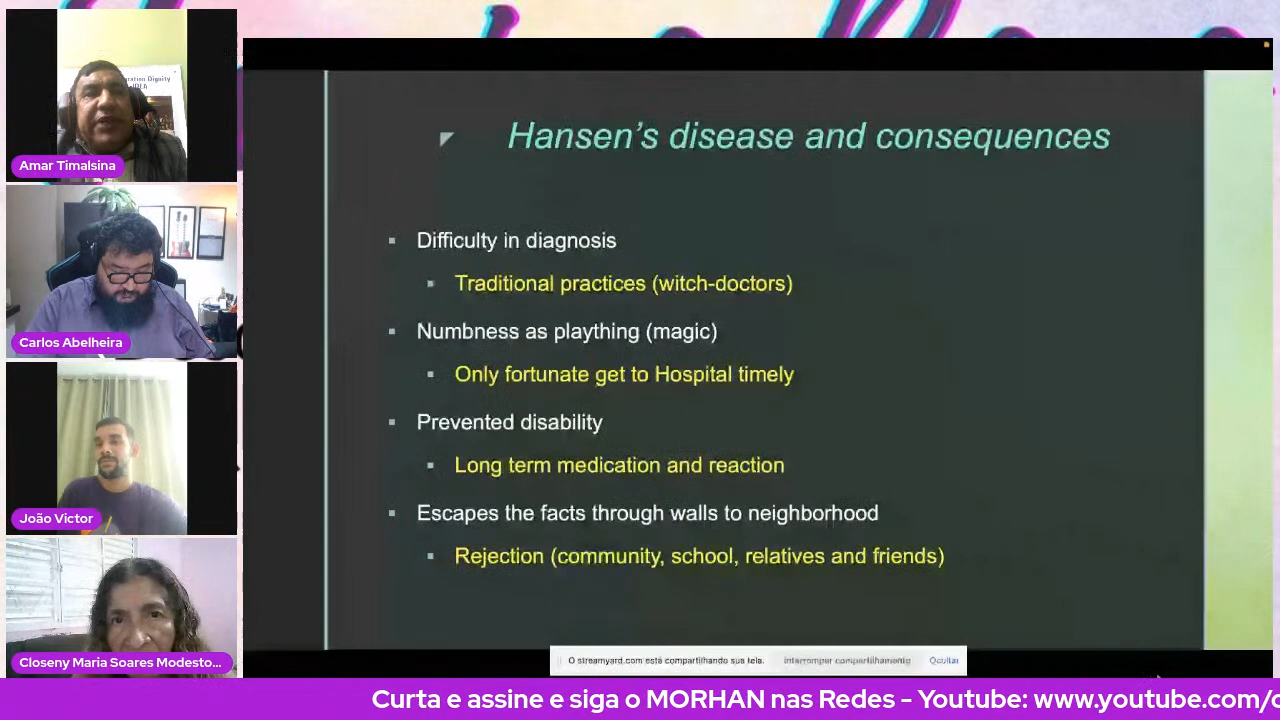 Amar Timalsina
Carlos Abelheira
João Victor
Closeny Maria Soares Modesto...
Hansen's disease and consequences
Difficulty in diagnosis
Traditional practices (witch-doctors)
Numbness as plaything (magic)
Only fortunate get to Hospital timely
Prevented disability
Long term medication and reaction
Escapes the facts through walls to neighborhood
Rejection (community, school, relatives and friends)
O streamyard.com está compartilhando sua tela. Interromper compartilhamento Ocultar
Curta e assine e siga o MORHAN nas Redes - Youtube: www.youtube.com/